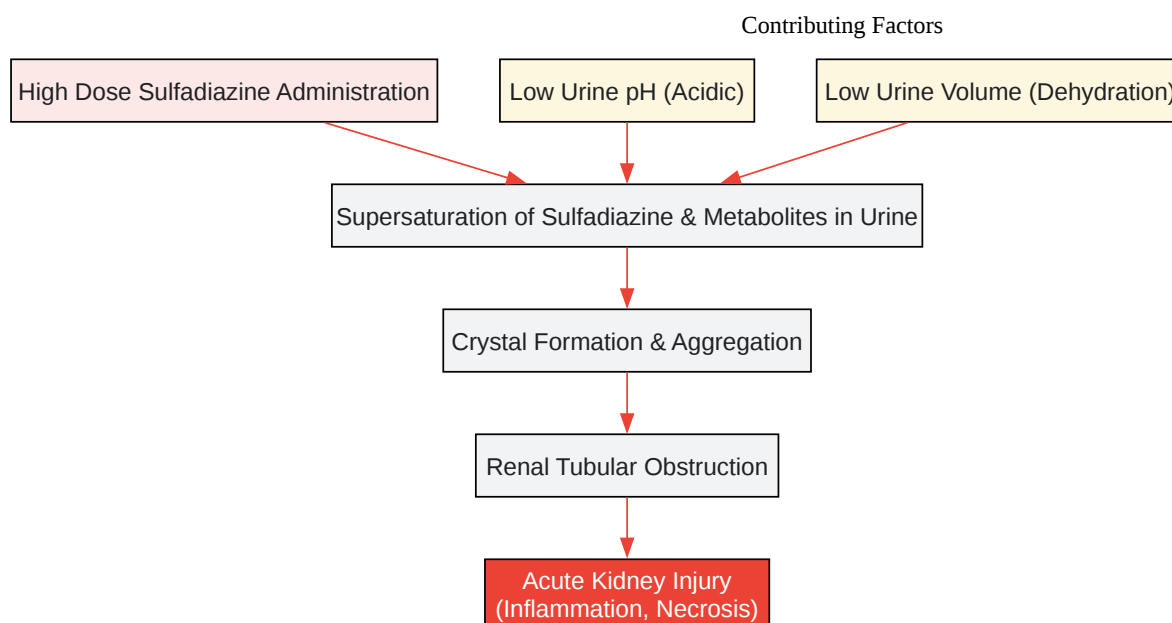 Contributing Factors
High Dose Sulfadiazine Administration
Low Urine pH (Acidic)
Low Urine Volume (Dehydration)
Supersaturation of Sulfadiazine & Metabolites in Urine
Crystal Formation & Aggregation
Renal Tubular Obstruction
Acute Kidney Injury
(Inflammation, Necrosis)